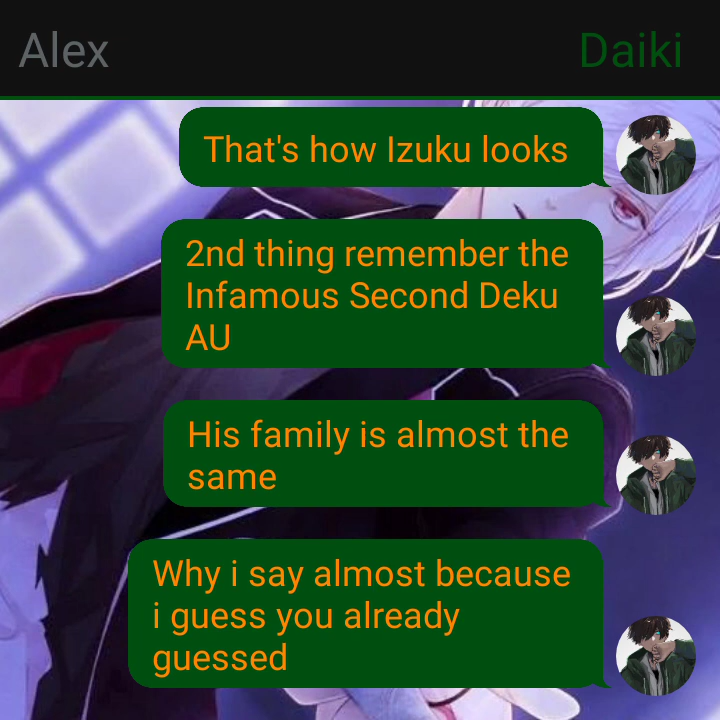 Alex
Daiki
That's how Izuku looks
2nd thing remember the
Infamous Second Deku
AU
His family is almost the
same
Why i say almost because
i guess you already
guessed